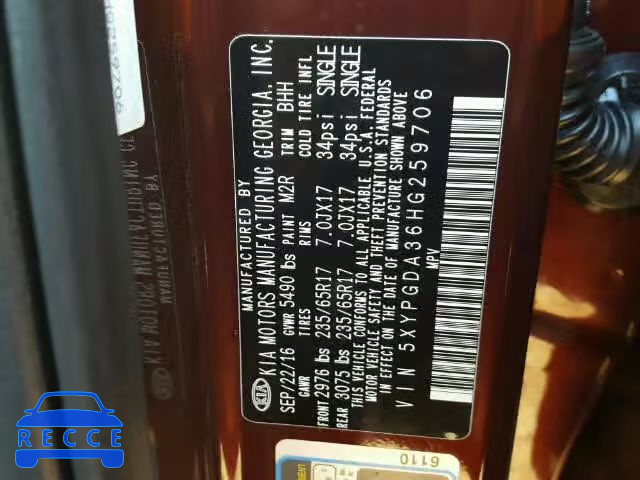 MANUFACTURED BY
KIA KIA MOTORS MANUFACTURING GEORGIA, INC.
SEP/22/16 GVWR 5490 lbs PAINT M2R TRIM BHH
GAWR TIRES RIMS COLD TIRE INFL
FRONT 2976 lbs 235/65R17 7.0JX17 34psi SINGLE
REAR 3075 lbs 235/65R17 7.0JX17 34psi SINGLE
THIS VEHICLE CONFORMS TO ALL APPLICABLE U.S.A. FEDERAL
MOTOR VEHICLE SAFETY AND THEFT PREVENTION STANDARDS
IN EFFECT ON THE DATE OF MANUFACTURE SHOWN ABOVE
VIN 5XYPGDA36HG259706
MPV
6110
RECCE